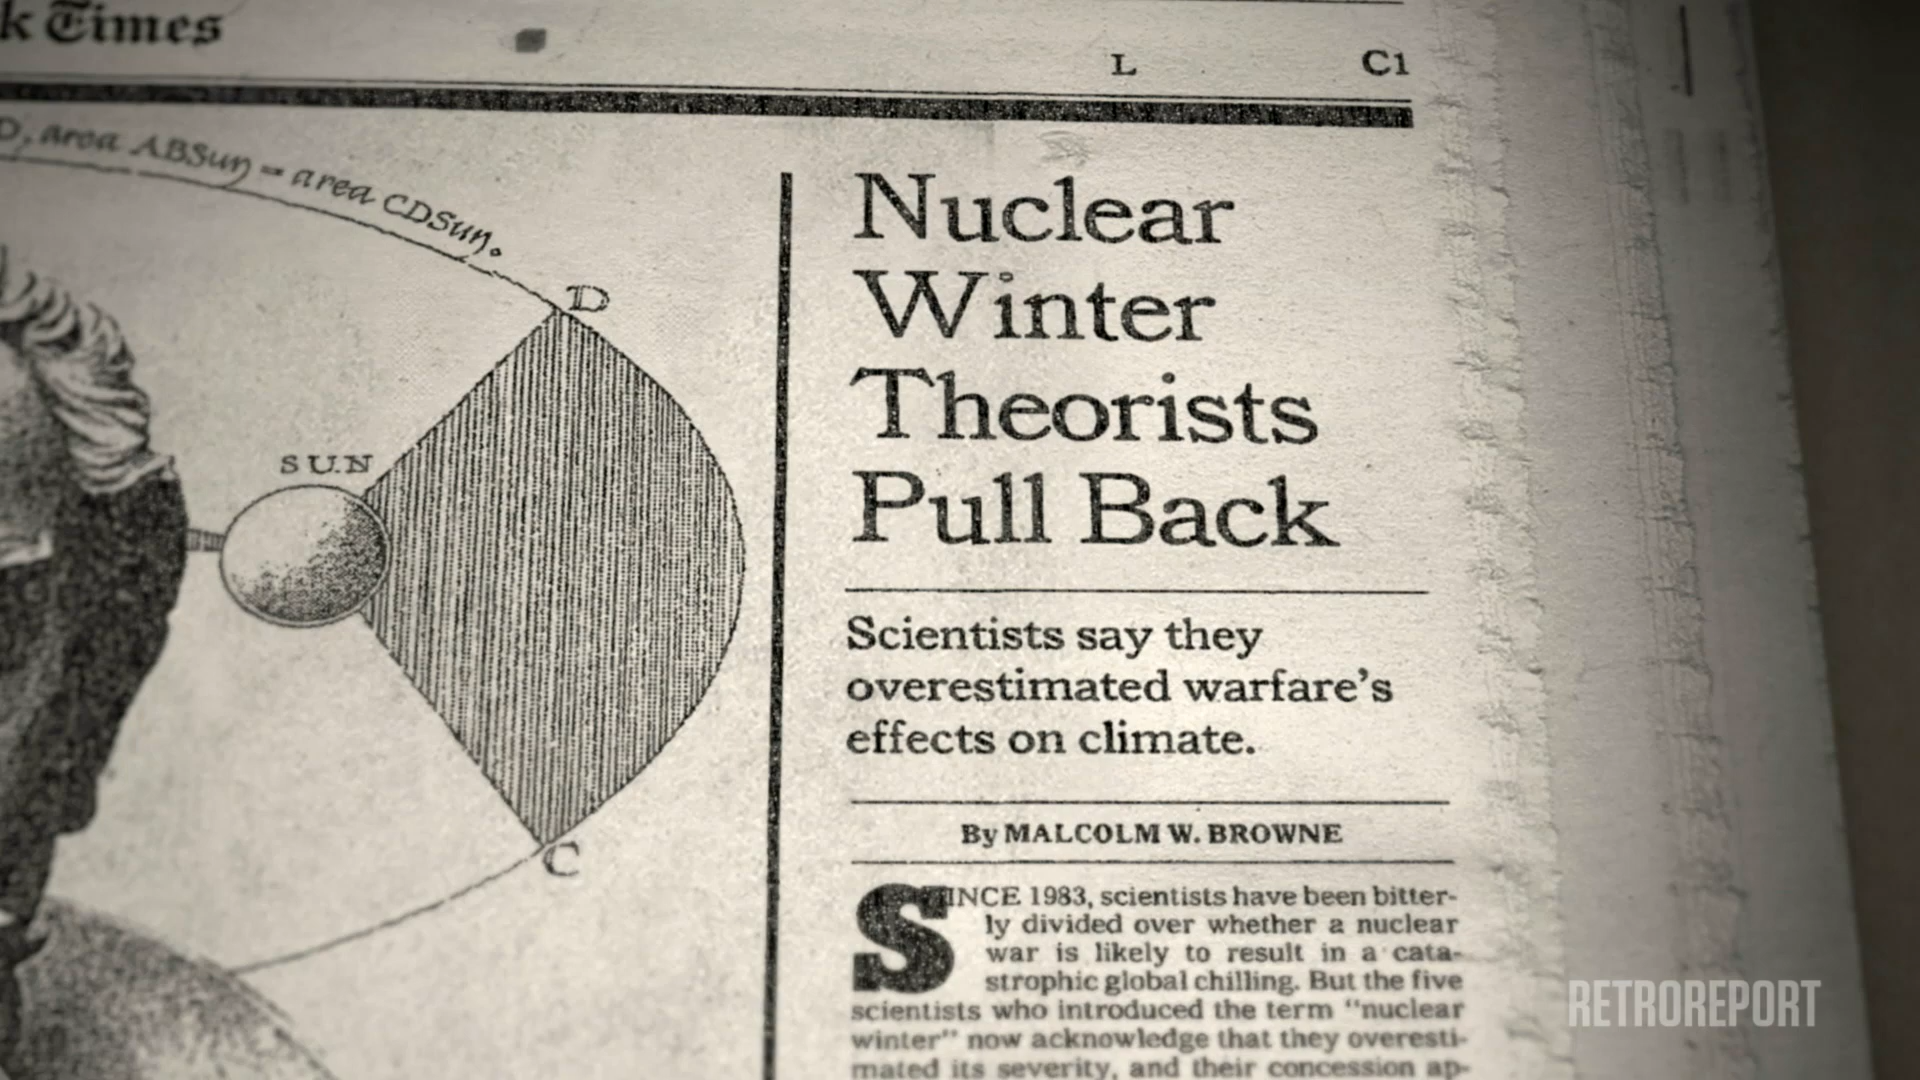 k Times
L C1
D, area ABSun = area CDSun.
D
SUN
C
Nuclear
Winter
Theorists
Pull Back
Scientists say they
overestimated warfare's
effects on climate.
By MALCOLM W. BROWNE
SINCE 1983, scientists have been bitter-
ly divided over whether a nuclear
war is likely to result in a cata-
strophic global chilling. But the five
scientists who introduced the term "nuclear
winter" now acknowledge that they overesti-
mated its severity, and their concession ap-
RETROREPORT